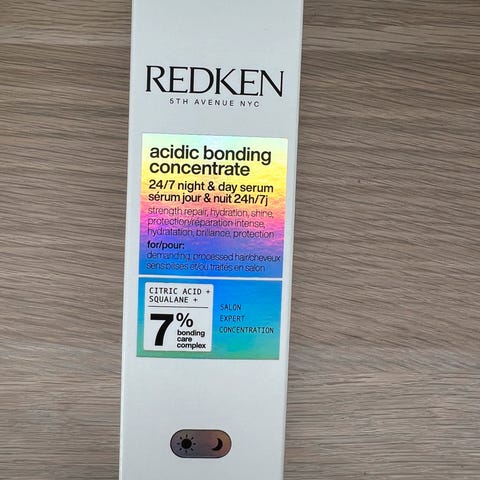 REDKEN
5TH AVENUE NYC
acidic bonding
concentrate
24/7 night & day serum
sérum jour & nuit 24h/7j
strength repair, hydration, shine,
protection/réparation intense,
hydratation, brillance, protection
for/pour:
demanding, processed hair/cheveux
sensibilisés et/ou traités en salon
CITRIC ACID +
SQUALANE +
7%
bonding
care
complex
SALON
EXPERT
CONCENTRATION